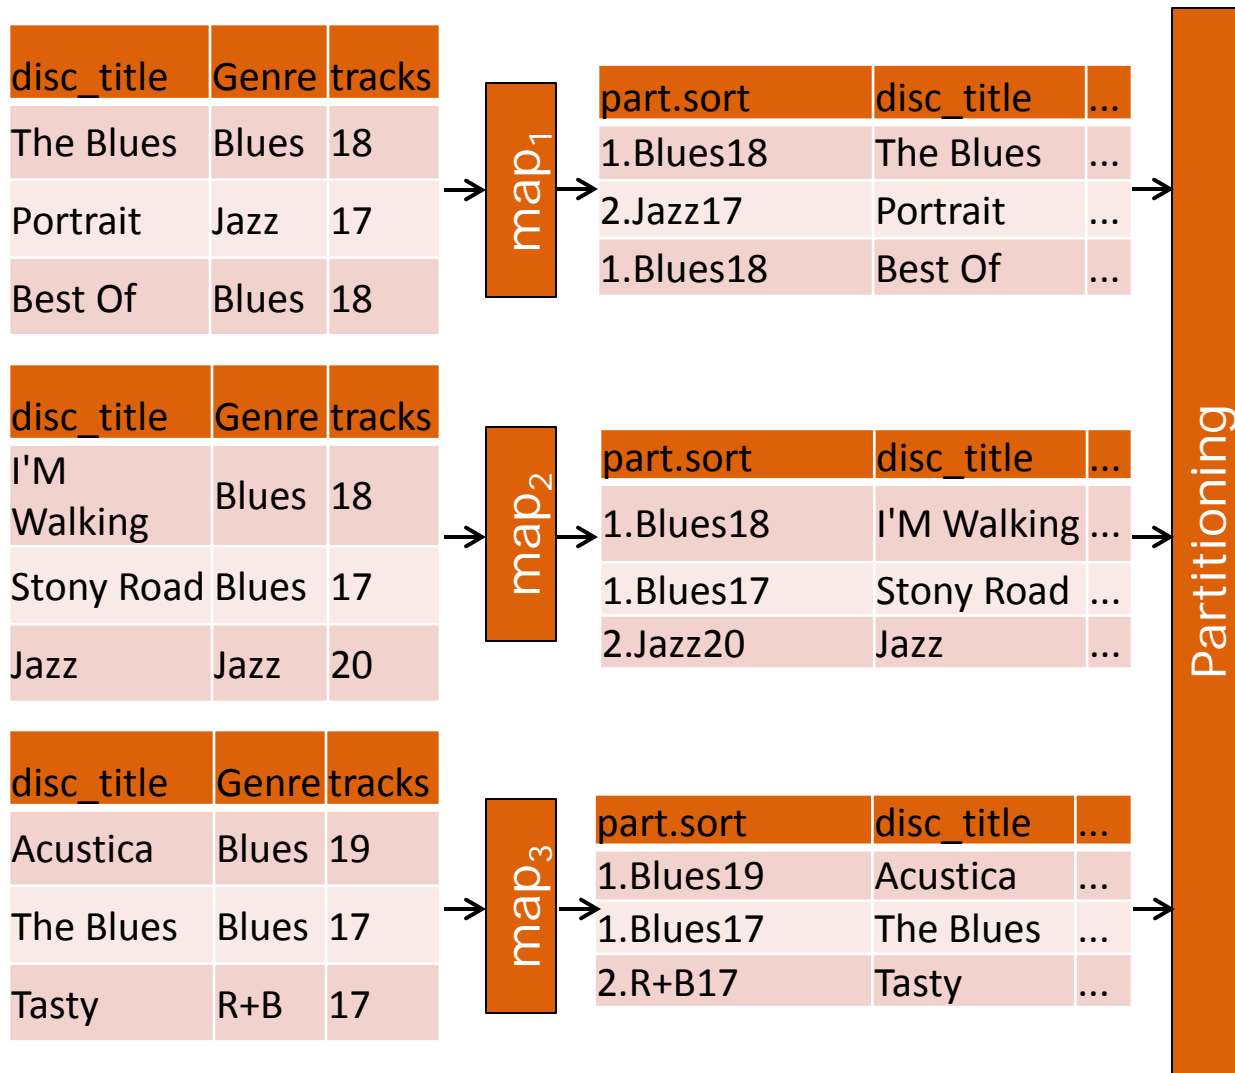 disc_title Genre tracks
The Blues Blues 18
Portrait Jazz 17
Best Of Blues 18
map1
part.sort disc_title ...
1.Blues18 The Blues ...
2.Jazz17 Portrait ...
1.Blues18 Best Of ...
disc_title Genre tracks
I'M
Walking Blues 18
Stony Road Blues 17
Jazz Jazz 20
map2
part.sort disc_title ...
1.Blues18 I'M Walking ...
1.Blues17 Stony Road ...
2.Jazz20 Jazz ...
disc_title Genre tracks
Acustica Blues 19
The Blues Blues 17
Tasty R+B 17
map3
part.sort disc_title ...
1.Blues19 Acustica ...
1.Blues17 The Blues ...
2.R+B17 Tasty ...
Partitioning